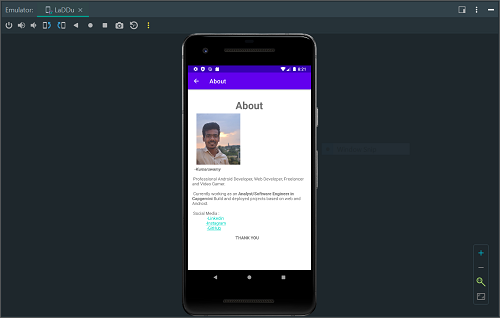 Emulator:
LaDDu
8:21
About
About
-Kumarswamy
Professional Android Developer, Web Developer, Freelancer
and Video Gamer.
Currently working as an Analyst/Software Engineer in
Capgemini Build and deployed projects based on web and
Android.
Social Media:
LinkedIn
Instagram
THANK YOU